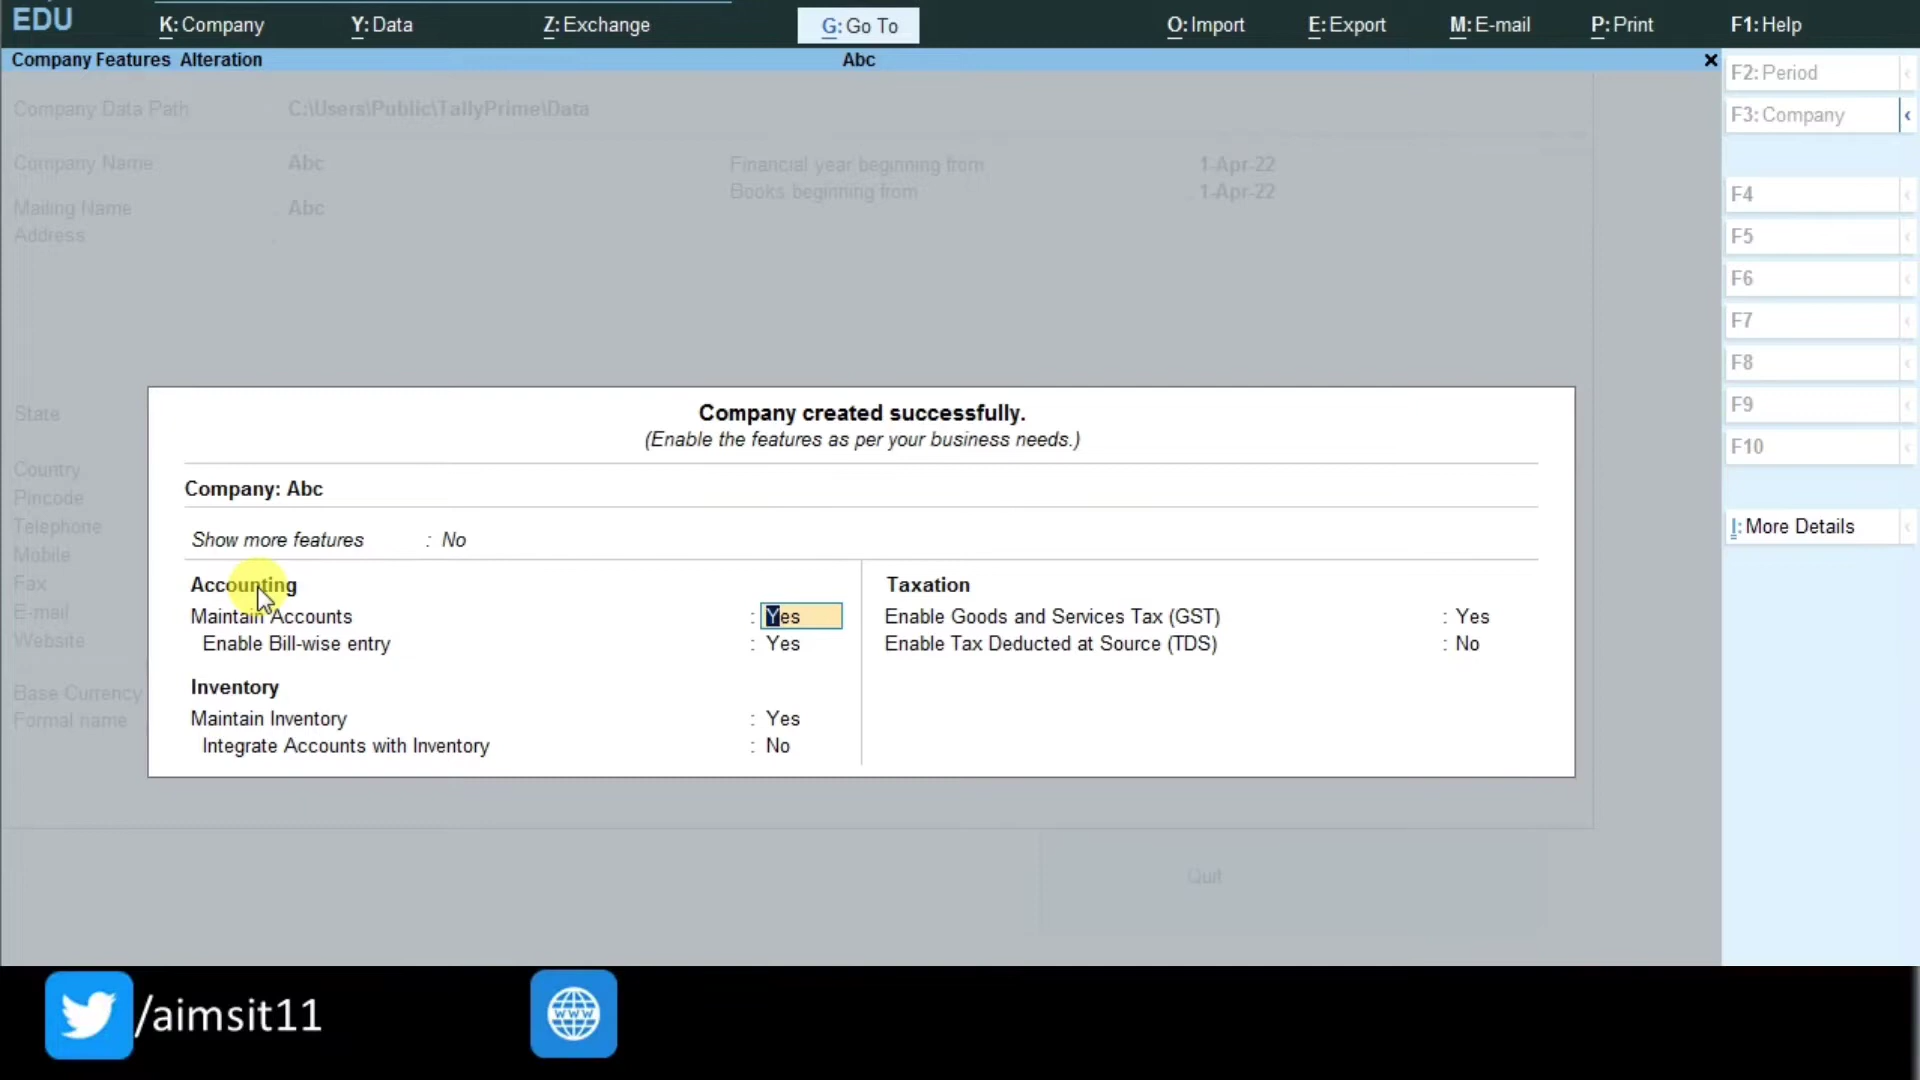 EDU
K: Company Y: Data Z: Exchange G: Go To O: Import E: Export M: E-mail P: Print F1: Help
Company Features Alteration Abc ×
F2: Period
F3: Company
F4
F5
F6
F7
F8
F9
F10
I: More Details
Company Data Path C:\Users\Public\TallyPrime\Data
Company Name Abc Financial year beginning from 1-Apr-22
Books beginning from : 1-Apr-22
Mailing Name : Abc
Address :
State
Country
Pincode
Telephone
Mobile
Fax
E-mail
Website
Base Currency
Formal name
Company created successfully.
(Enable the features as per your business needs.)
Company: Abc
Show more features : No
Accounting
Maintain Accounts : Yes
Enable Bill-wise entry : Yes
Inventory
Maintain Inventory : Yes
Integrate Accounts with Inventory : No
Taxation
Enable Goods and Services Tax (GST) : Yes
Enable Tax Deducted at Source (TDS) : No
Quit
/aimsit11
www